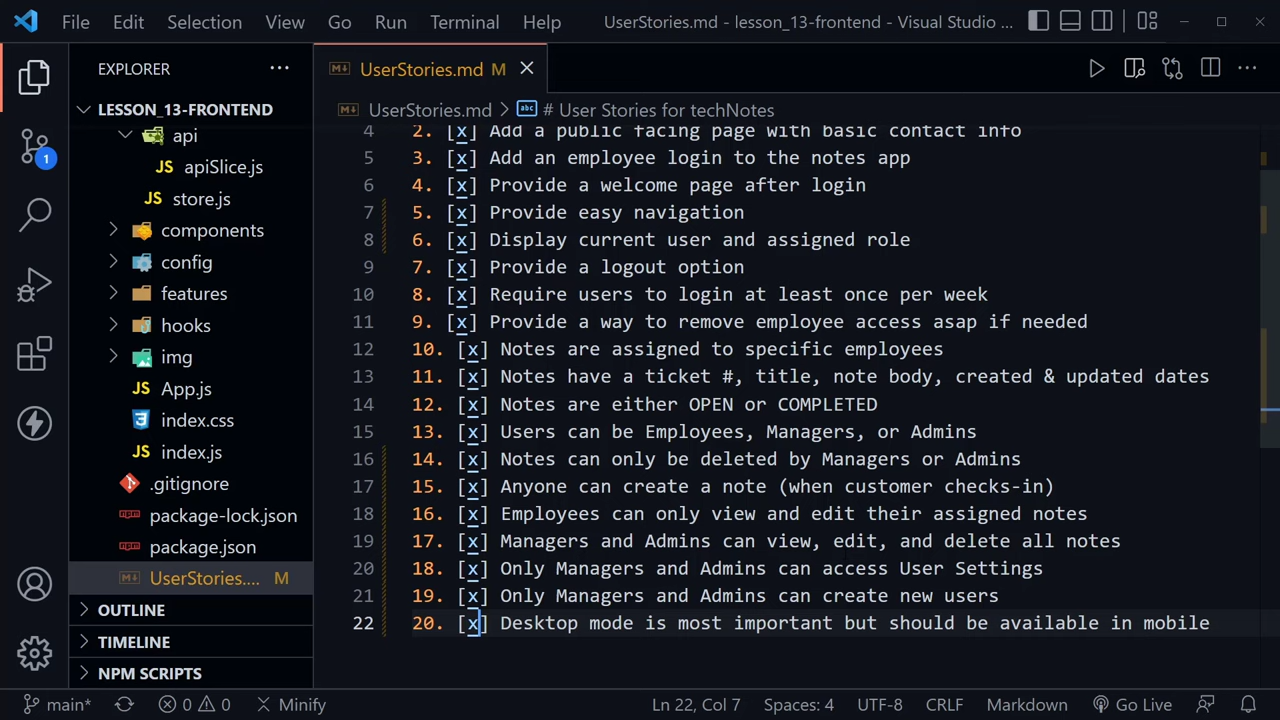 File Edit Selection View Go Run Terminal Help UserStories.md - lesson_13-frontend - Visual Studio ...
EXPLORER
LESSON_13-FRONTEND
api
JS apiSlice.js
JS store.js
components
config
features
hooks
img
JS App.js
index.css
JS index.js
.gitignore
package-lock.json
package.json
UserStories.... M
OUTLINE
TIMELINE
NPM SCRIPTS
1
UserStories.md M
UserStories.md > abc # User Stories for techNotes
4 2. [x] Add a public facing page with basic contact info
5 3. [x] Add an employee login to the notes app
6 4. [x] Provide a welcome page after login
7 5. [x] Provide easy navigation
8 6. [x] Display current user and assigned role
9 7. [x] Provide a logout option
10 8. [x] Require users to login at least once per week
11 9. [x] Provide a way to remove employee access asap if needed
12 10. [x] Notes are assigned to specific employees
13 11. [x] Notes have a ticket #, title, note body, created & updated dates
14 12. [x] Notes are either OPEN or COMPLETED
15 13. [x] Users can be Employees, Managers, or Admins
16 14. [x] Notes can only be deleted by Managers or Admins
17 15. [x] Anyone can create a note (when customer checks-in)
18 16. [x] Employees can only view and edit their assigned notes
19 17. [x] Managers and Admins can view, edit, and delete all notes
20 18. [x] Only Managers and Admins can access User Settings
21 19. [x] Only Managers and Admins can create new users
22 20. [x] Desktop mode is most important but should be available in mobile
main* 0 0 Minify Ln 22, Col 7 Spaces: 4 UTF-8 CRLF Markdown Go Live